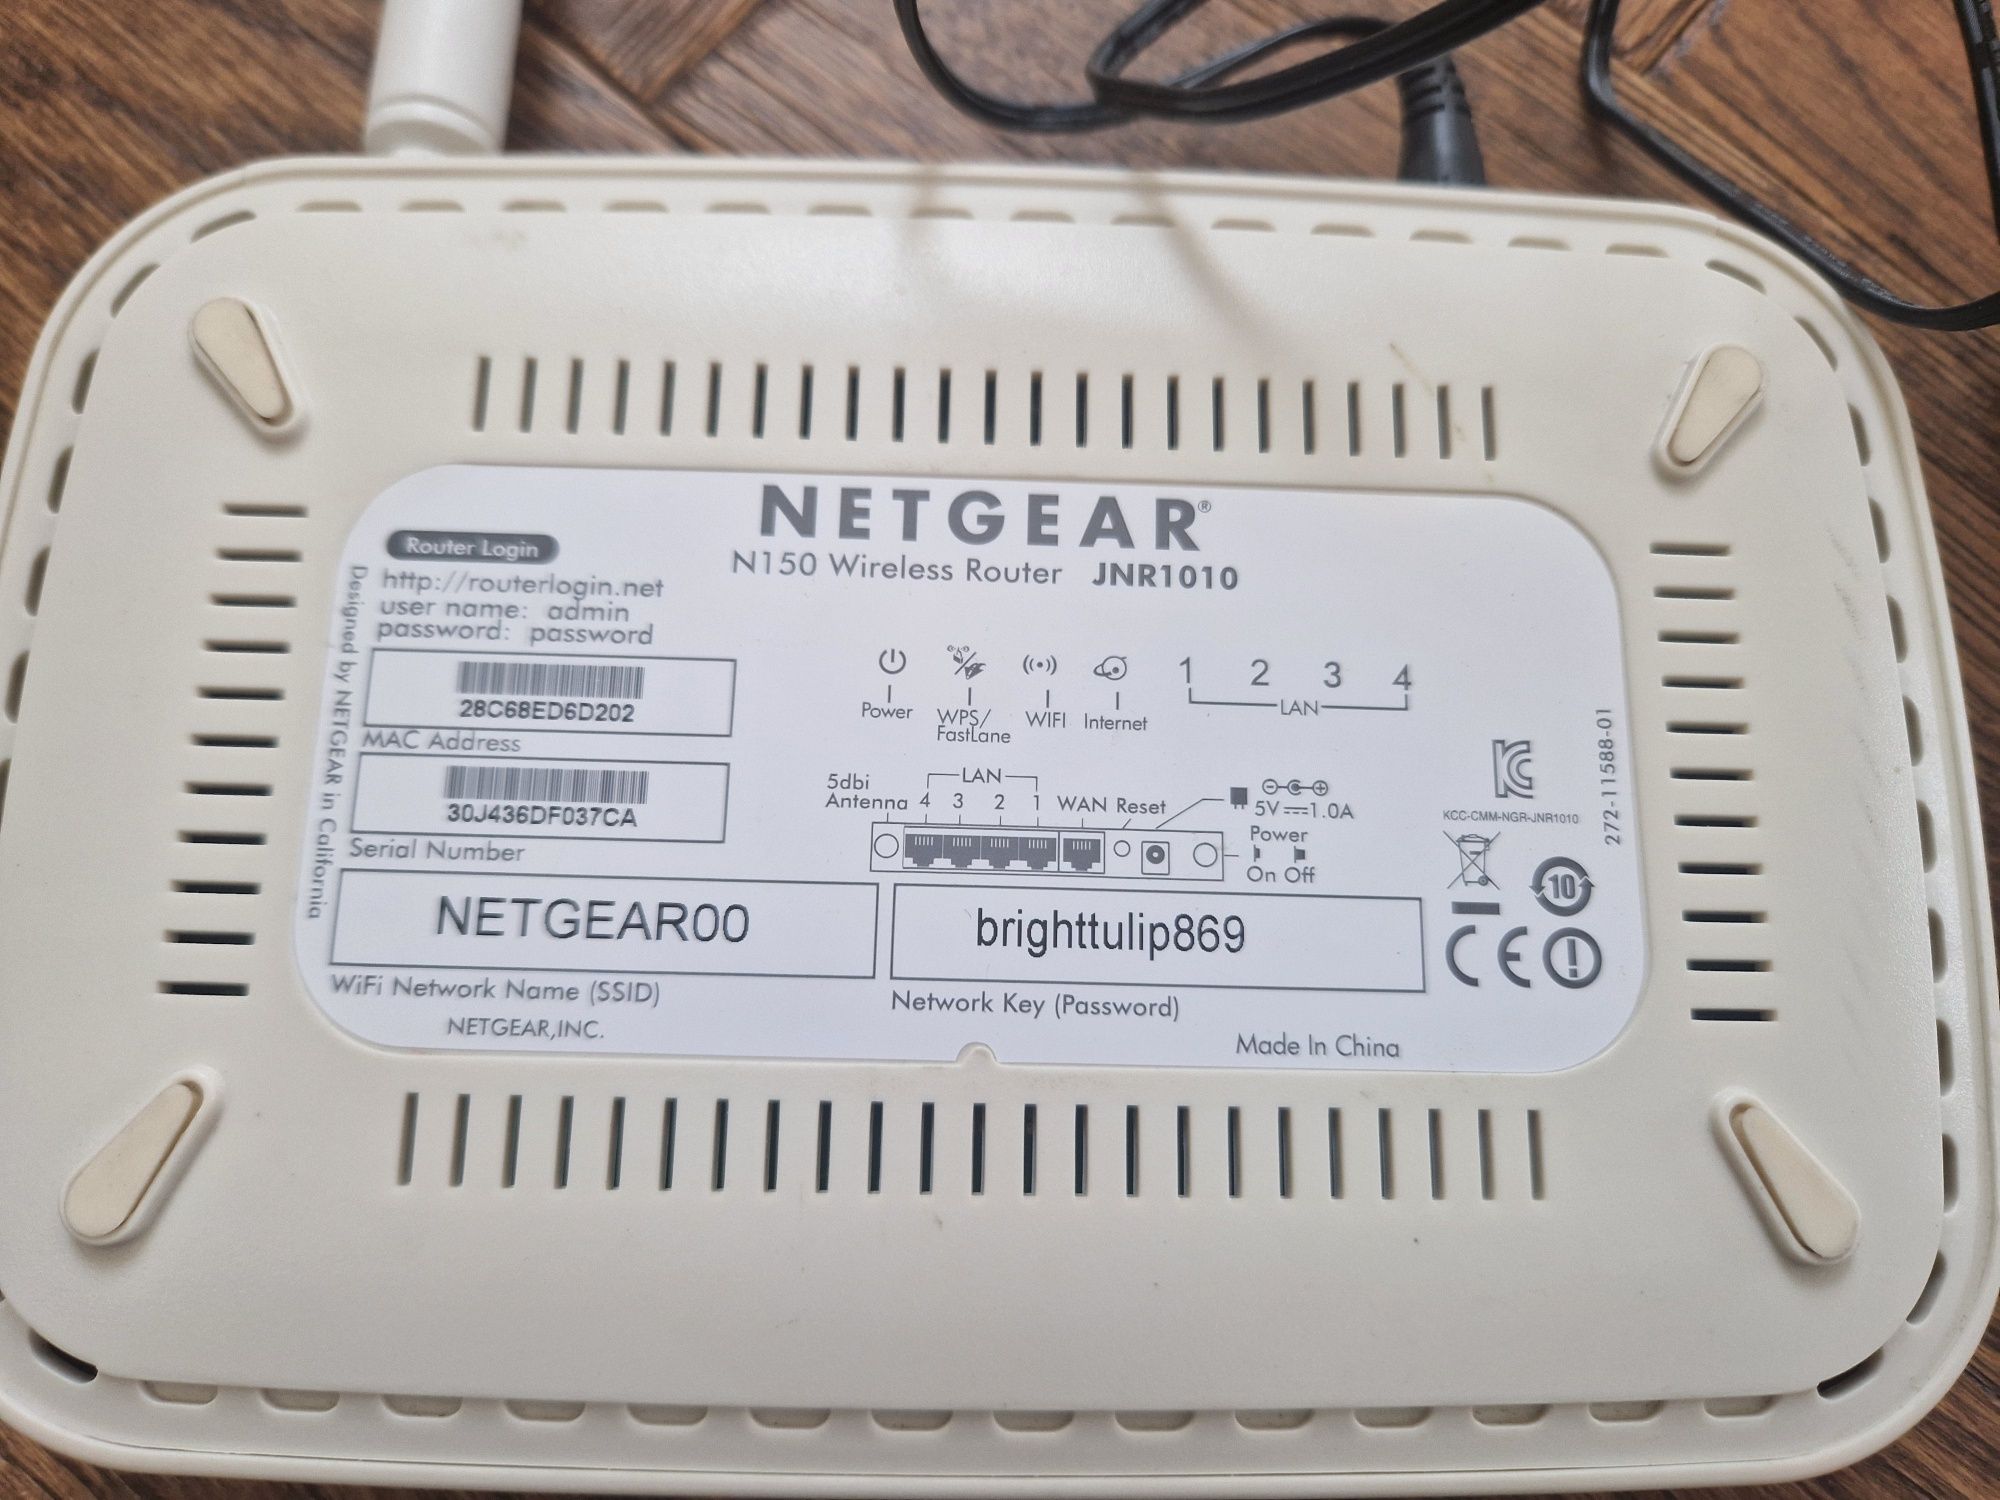 NETGEAR®
N150 Wireless Router JNR1010
Router Login
http://routerlogin.net
user name: admin
password: password
28C68ED6D202
MAC Address
30J436DF037CA
Serial Number
Designed by NETGEAR in California
Power
WPS/
FastLane
WIFI
Internet
1 2 3 4
LAN
5dbi
Antenna
LAN
4 3 2 1
WAN
Reset
5V 1.0A
Power
On Off
KCC-CMM-NGR-JNR1010
272-11588-01
10
CE
NETGEAR00
WiFi Network Name (SSID)
brighttulip869
Network Key (Password)
NETGEAR,INC.
Made In China